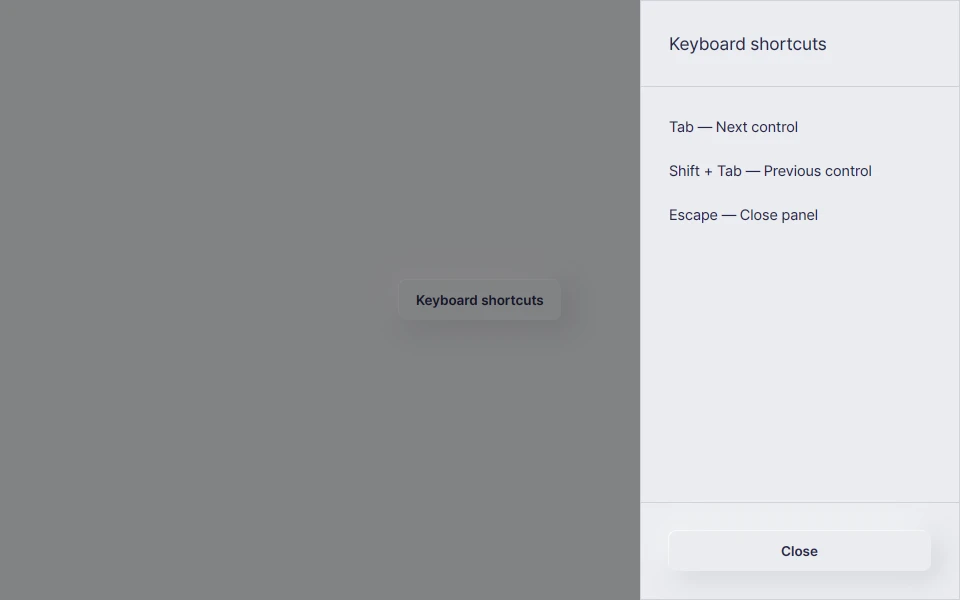 Keyboard shortcuts
Tab — Next control
Shift + Tab — Previous control
Escape — Close panel
Keyboard shortcuts
Close